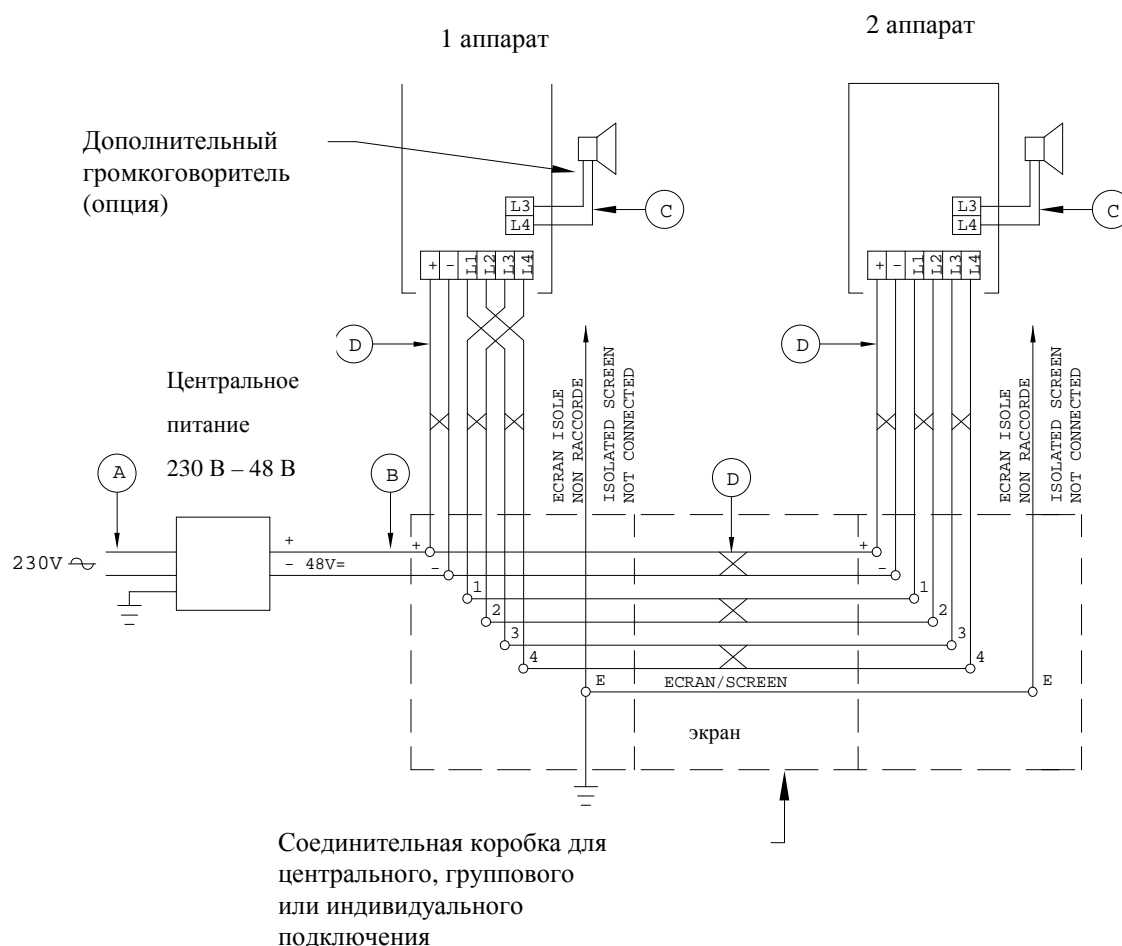 1 аппарат
2 аппарат
Дополнительный
громкоговоритель
(опция)
L3
L4
C
L3
L4
C
+ − L1 L2 L3 L4
+ − L1 L2 L3 L4
D
D
Центральное
питание
230 В – 48 В
ECRAN ISOLE
NON RACCORDE
ISOLATED SCREEN
NOT CONNECTED
ECRAN ISOLE
NON RACCORDE
ISOLATED SCREEN
NOT CONNECTED
A
B
D
230V
+
− 48V=
+
−
+
−
1
1
2
2
3
3
4
4
E
ECRAN/SCREEN
E
экран
Соединительная коробка для
центрального, группового
или индивидуального
подключения